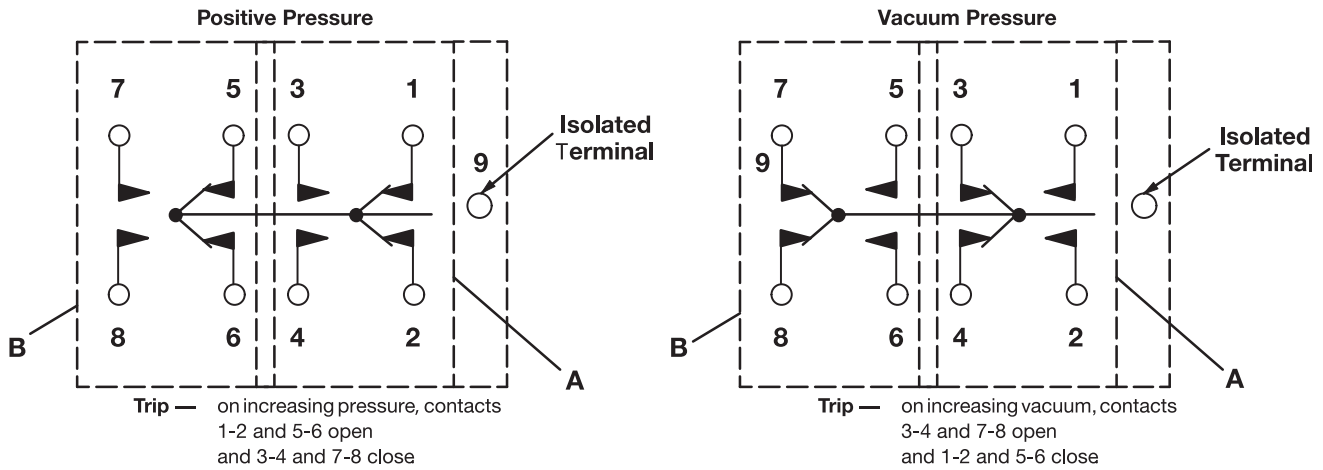 Positive Pressure
7 5 3 1
Isolated
Terminal
9
8 6 4 2
B
A
Trip — on increasing pressure, contacts
1-2 and 5-6 open
and 3-4 and 7-8 close
Vacuum Pressure
7 5 3 1
Isolated
Terminal
9
8 6 4 2
B
A
Trip — on increasing vacuum, contacts
3-4 and 7-8 open
and 1-2 and 5-6 close